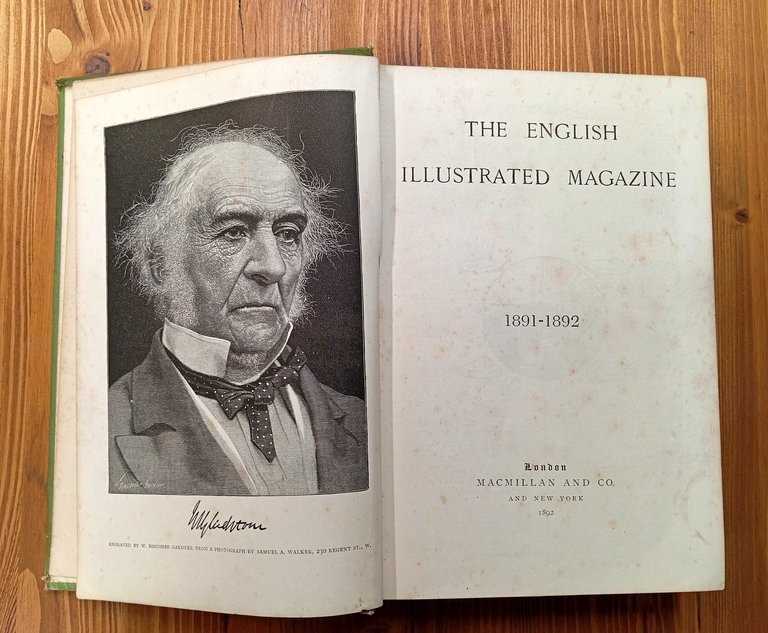 WGladstone
ENGRAVED BY W. BISCOMBE GARDNER FROM A PHOTOGRAPH BY SAMUEL A. WALKER, 230 REGENT ST., W.
THE ENGLISH
ILLUSTRATED MAGAZINE
1891-1892
London
MACMILLAN AND CO.
AND NEW YORK
1892